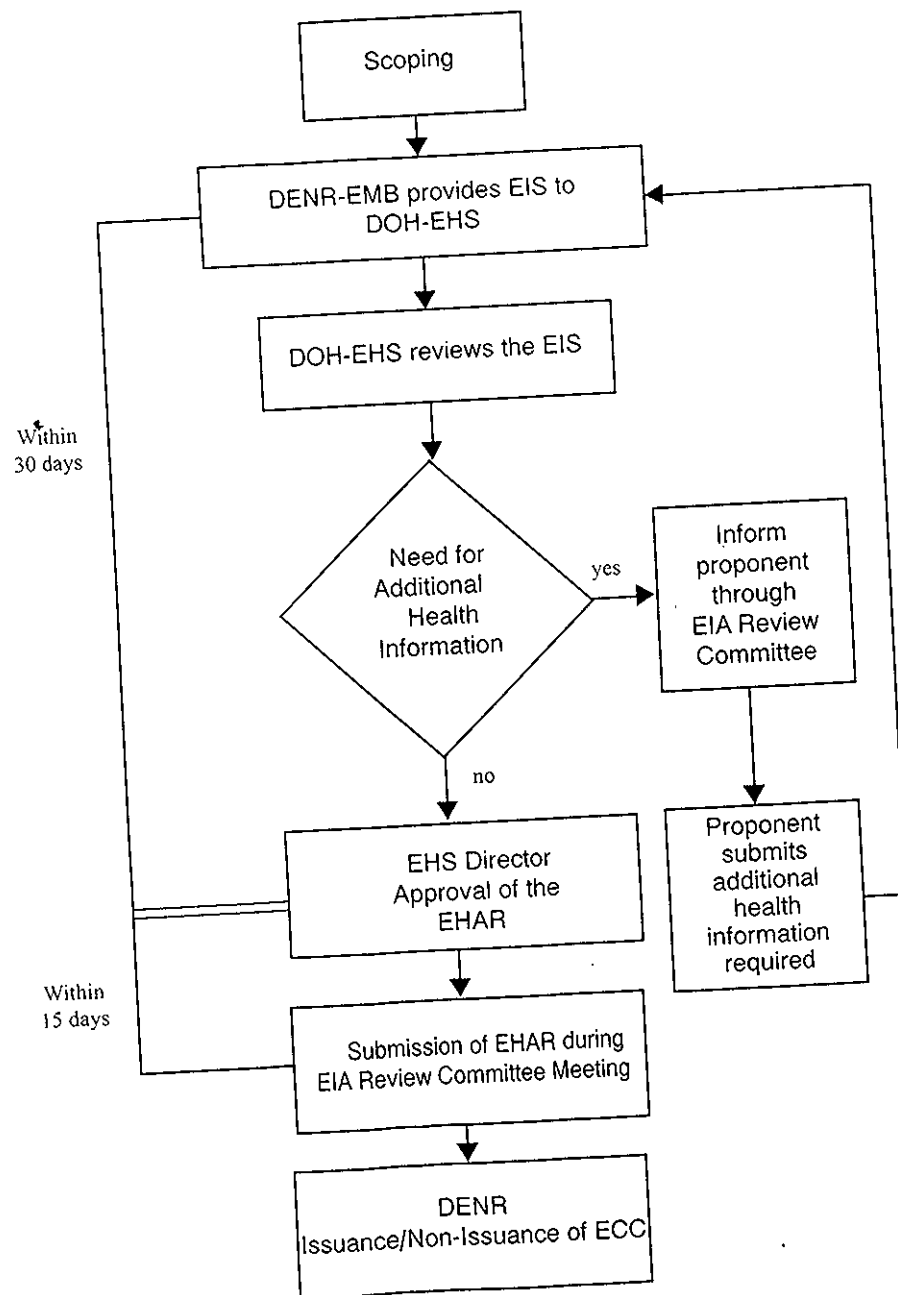 Scoping
DENR-EMB provides EIS to
DOH-EHS
DOH-EHS reviews the EIS
Within
30 days
Need for
Additional
Health
Information
yes
Inform
proponent
through
EIA Review
Committee
no
EHS Director
Approval of the
EHAR
Proponent
submits
additional
health
information
required
Within
15 days
Submission of EHAR during
EIA Review Committee Meeting
DENR
Issuance/Non-Issuance of ECC